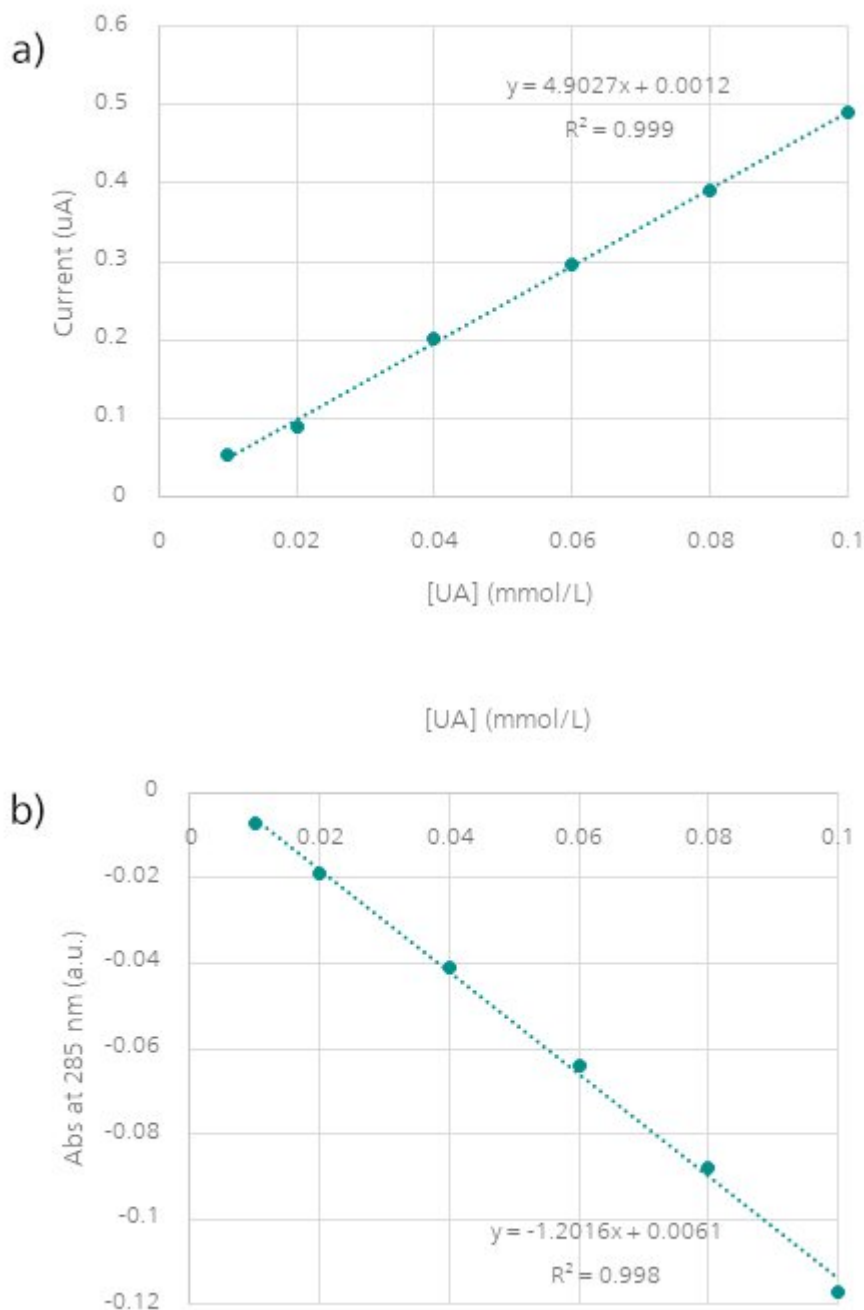 a)
0.6
y = 4.9027x + 0.0012
0.5
R² = 0.999
0.4
Current (uA)
0.3
0.2
0.1
0
0 0.02 0.04 0.06 0.08 0.1
[UA] (mmol/L)
[UA] (mmol/L)
b)
0
0 0.02 0.04 0.06 0.08 0.1
-0.02
-0.04
Abs at 285 nm (a.u.)
-0.06
-0.08
-0.1
y = -1.2016x + 0.0061
R² = 0.998
-0.12